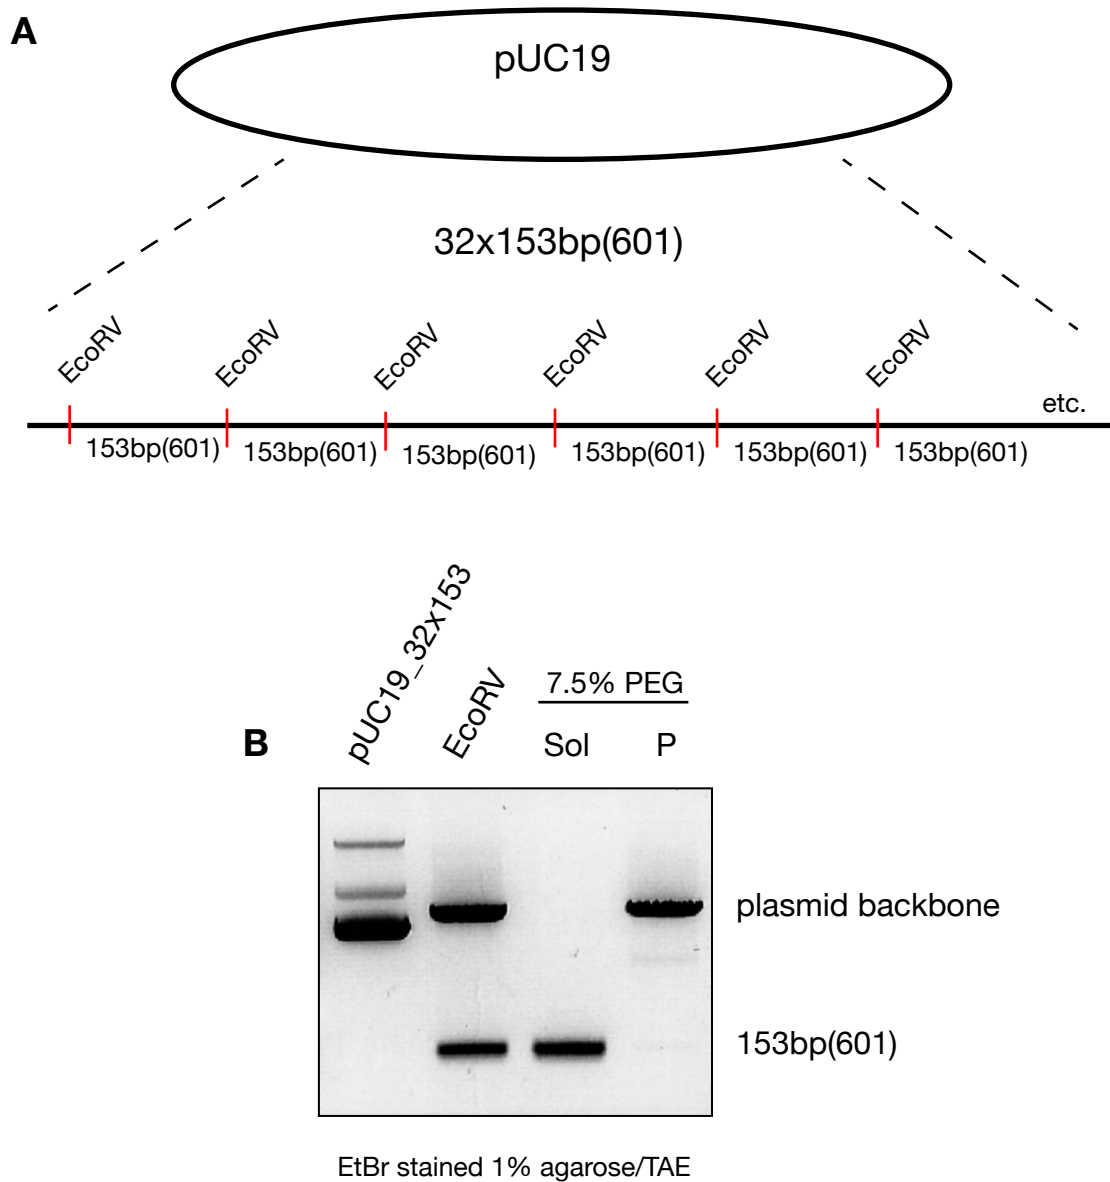 A
pUC19
32x153bp(601)
EcoRV EcoRV EcoRV EcoRV EcoRV EcoRV
etc.
153bp(601) 153bp(601) 153bp(601) 153bp(601) 153bp(601) 153bp(601)
B
pUC19_32x153
EcoRV
7.5% PEG
Sol P
plasmid backbone
153bp(601)
EtBr stained 1% agarose/TAE